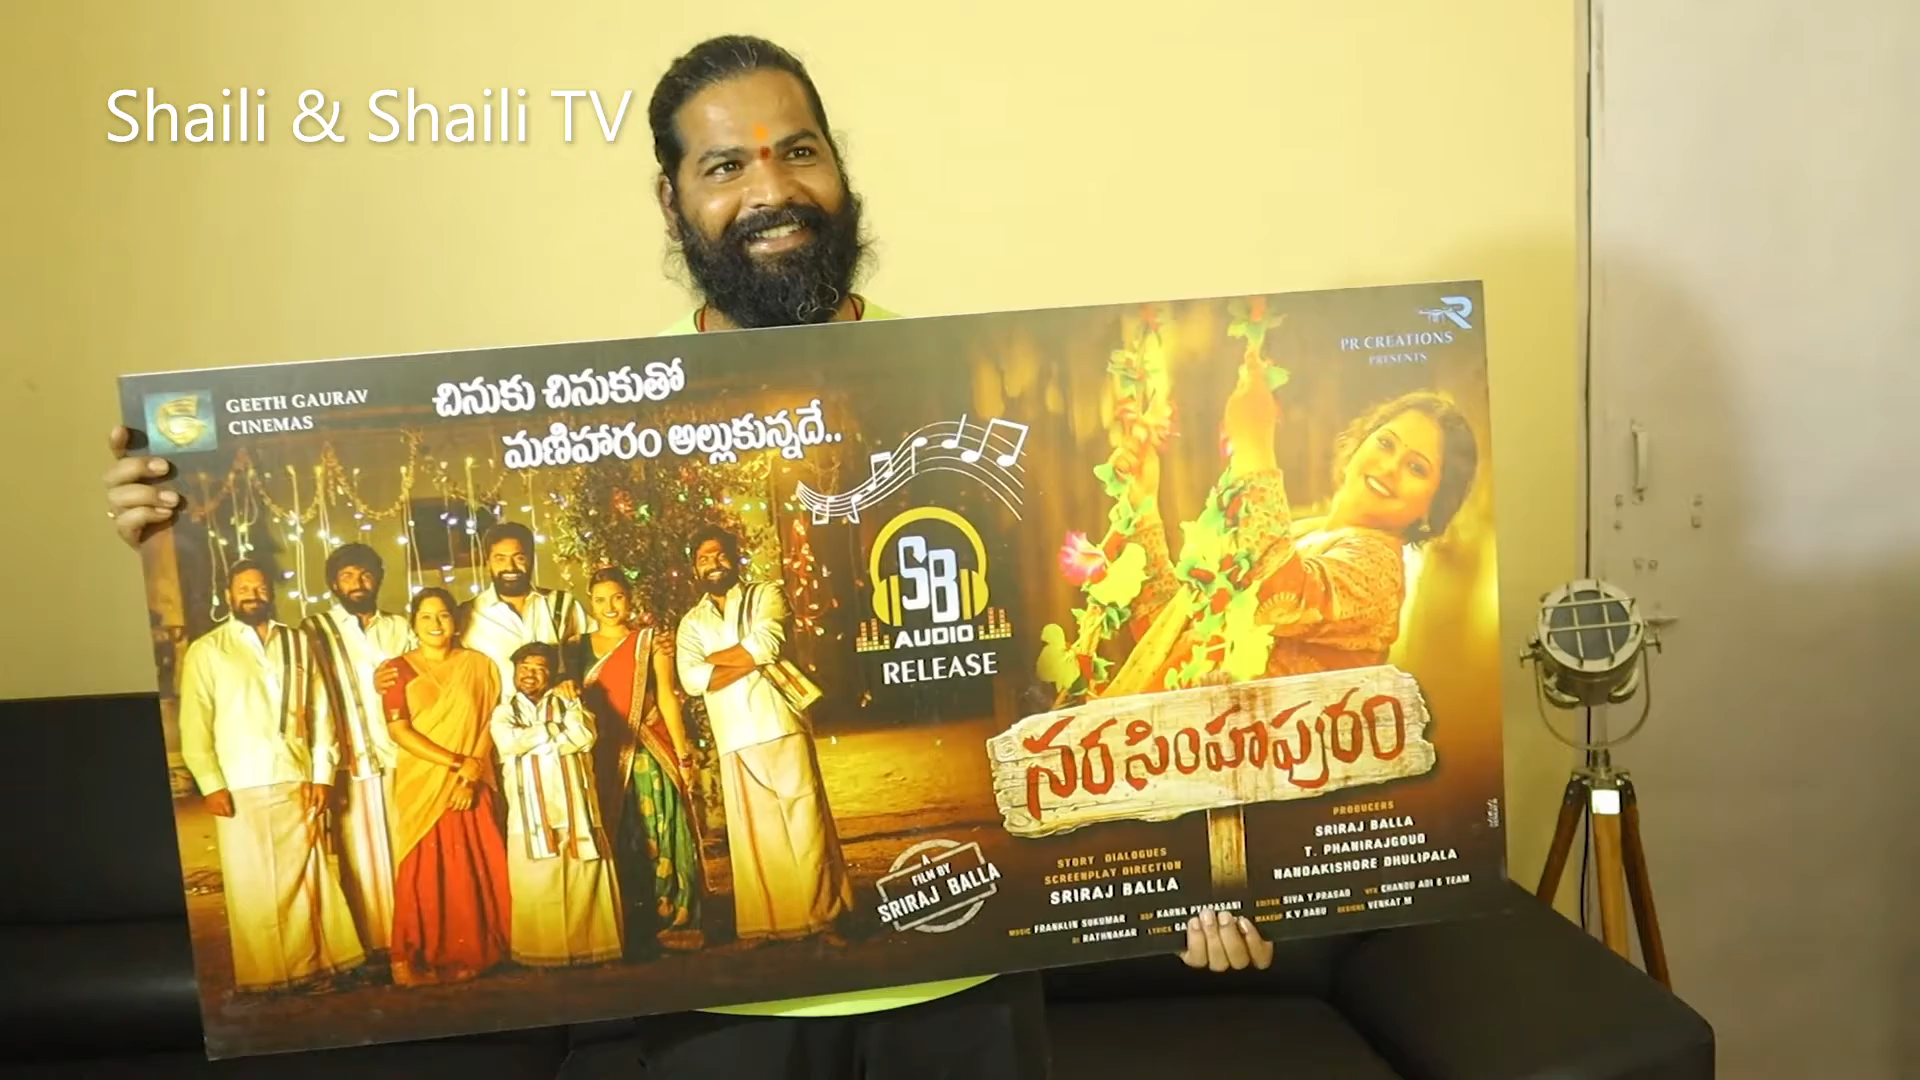 Shaili & Shaili TV
GEETH GAURAV
CINEMAS
చినుకు చినుకుతో
మణిహారం అల్లుకున్నదే..
PR CREATIONS
PRESENTS
SB
AUDIO
RELEASE
నరసింహపురం
A
FILM BY
SRIRAJ BALLA
STORY DIALOGUES
SCREENPLAY DIRECTION
SRIRAJ BALLA
PRODUCERS
SRIRAJ BALLA
T. PHANIRAJGOUD
NANDAKISHORE DHULIPALA
MUSIC FRANKLIN SUKUMAR DOP KARNA PYARASANI EDITOR SIVA Y.PRASAD VFX CHANDU ADI & TEAM
DI RATHNAKAR LYRICS MAKEUP K.V.BABU DESIGNS VENKAT.M